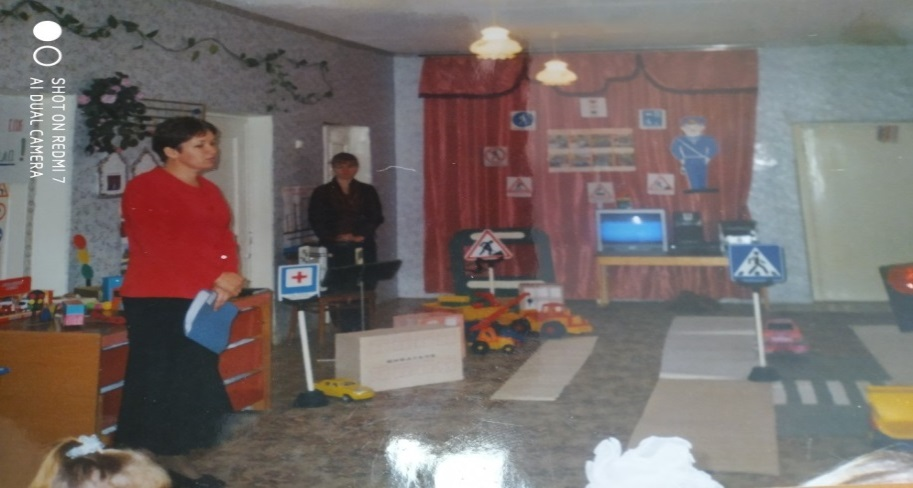 SHOT ON REDMI 7
AI DUAL CAMERA